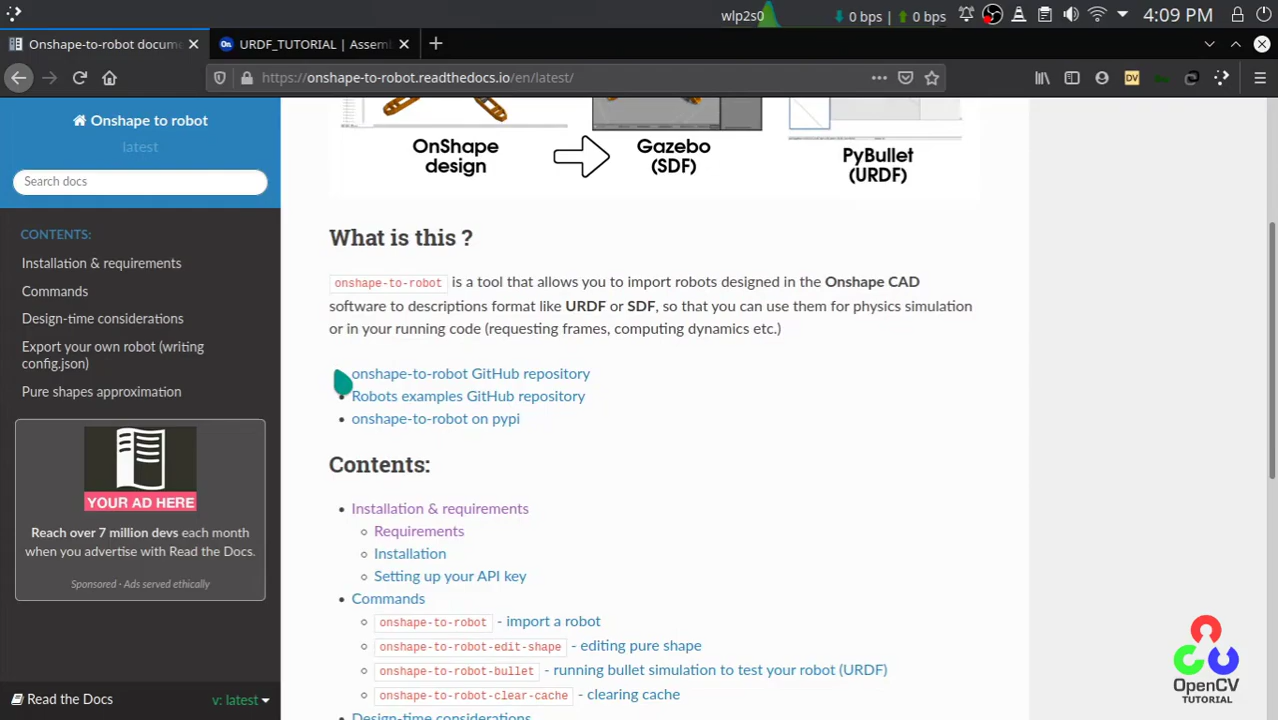 wlp2s0
0 bps
0 bps
4:09 PM
Onshape-to-robot docum
URDF_TUTORIAL | Assem
https://onshape-to-robot.readthedocs.io/en/latest/
DV
Onshape to robot
latest
Search docs
CONTENTS:
Installation & requirements
Commands
Design-time considerations
Export your own robot (writing
config.json)
Pure shapes approximation
YOUR AD HERE
Reach over 7 million devs each month
when you advertise with Read the Docs.
Sponsored · Ads served ethically
Read the Docs
v: latest
OnShape
design
Gazebo
(SDF)
PyBullet
(URDF)
What is this ?
onshape-to-robot is a tool that allows you to import robots designed in the Onshape CAD
software to descriptions format like URDF or SDF, so that you can use them for physics simulation
or in your running code (requesting frames, computing dynamics etc.)
onshape-to-robot GitHub repository
• Robots examples GitHub repository
• onshape-to-robot on pypi
Contents:
• Installation & requirements
◦ Requirements
◦ Installation
◦ Setting up your API key
• Commands
◦ onshape-to-robot - import a robot
◦ onshape-to-robot-edit-shape - editing pure shape
◦ onshape-to-robot-bullet - running bullet simulation to test your robot (URDF)
◦ onshape-to-robot-clear-cache - clearing cache
• Design-time considerations
OpenCV
TUTORIAL